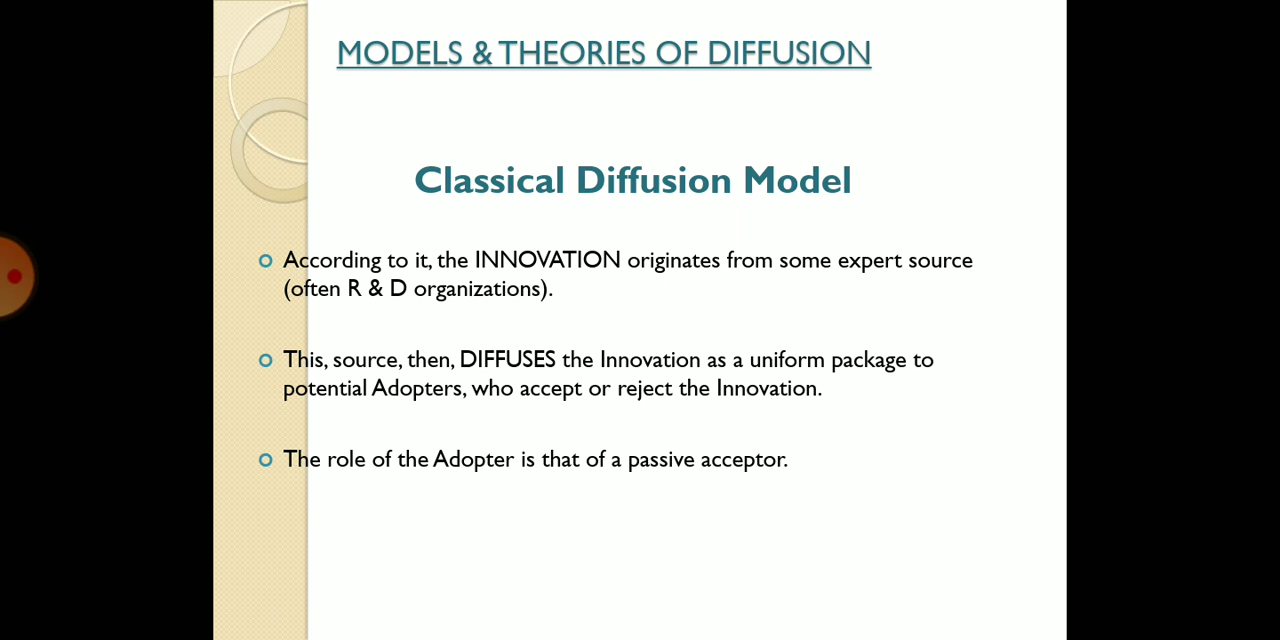 MODELS & THEORIES OF DIFFUSION
Classical Diffusion Model
According to it, the INNOVATION originates from some expert source
(often R & D organizations).
This, source, then, DIFFUSES the Innovation as a uniform package to
potential Adopters, who accept or reject the Innovation.
The role of the Adopter is that of a passive acceptor.